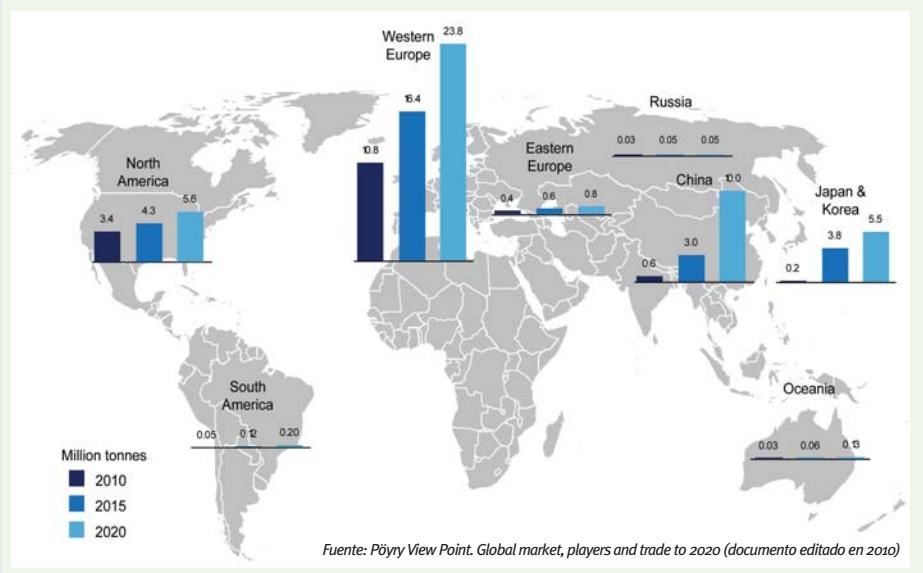 Western
Europe
23.8
16.4
10.8
Russia
0.03 0.05 0.05
Eastern
Europe
0.4 0.6 0.8
North
America
3.4 4.3 5.6
China
0.6 3.0 10.0
Japan &
Korea
0.2 3.8 5.5
South
America
0.05 0.12 0.20
Oceania
0.03 0.06 0.13
Million tonnes
2010
2015
2020
Fuente: Pöyry View Point. Global market, players and trade to 2020 (documento editado en 2010)